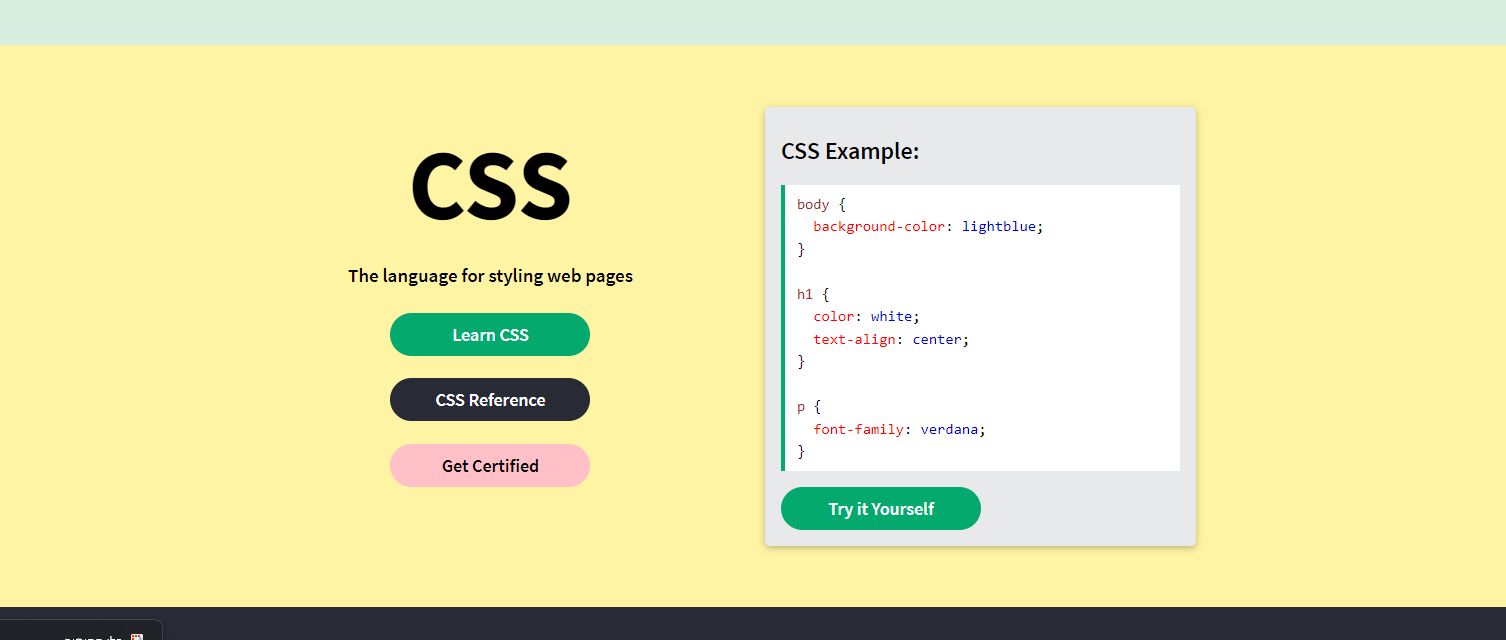 CSS
The language for styling web pages
Learn CSS
CSS Reference
Get Certified
CSS Example:
body {
  background-color: lightblue;
}

h1 {
  color: white;
  text-align: center;
}

p {
  font-family: verdana;
}
Try it Yourself